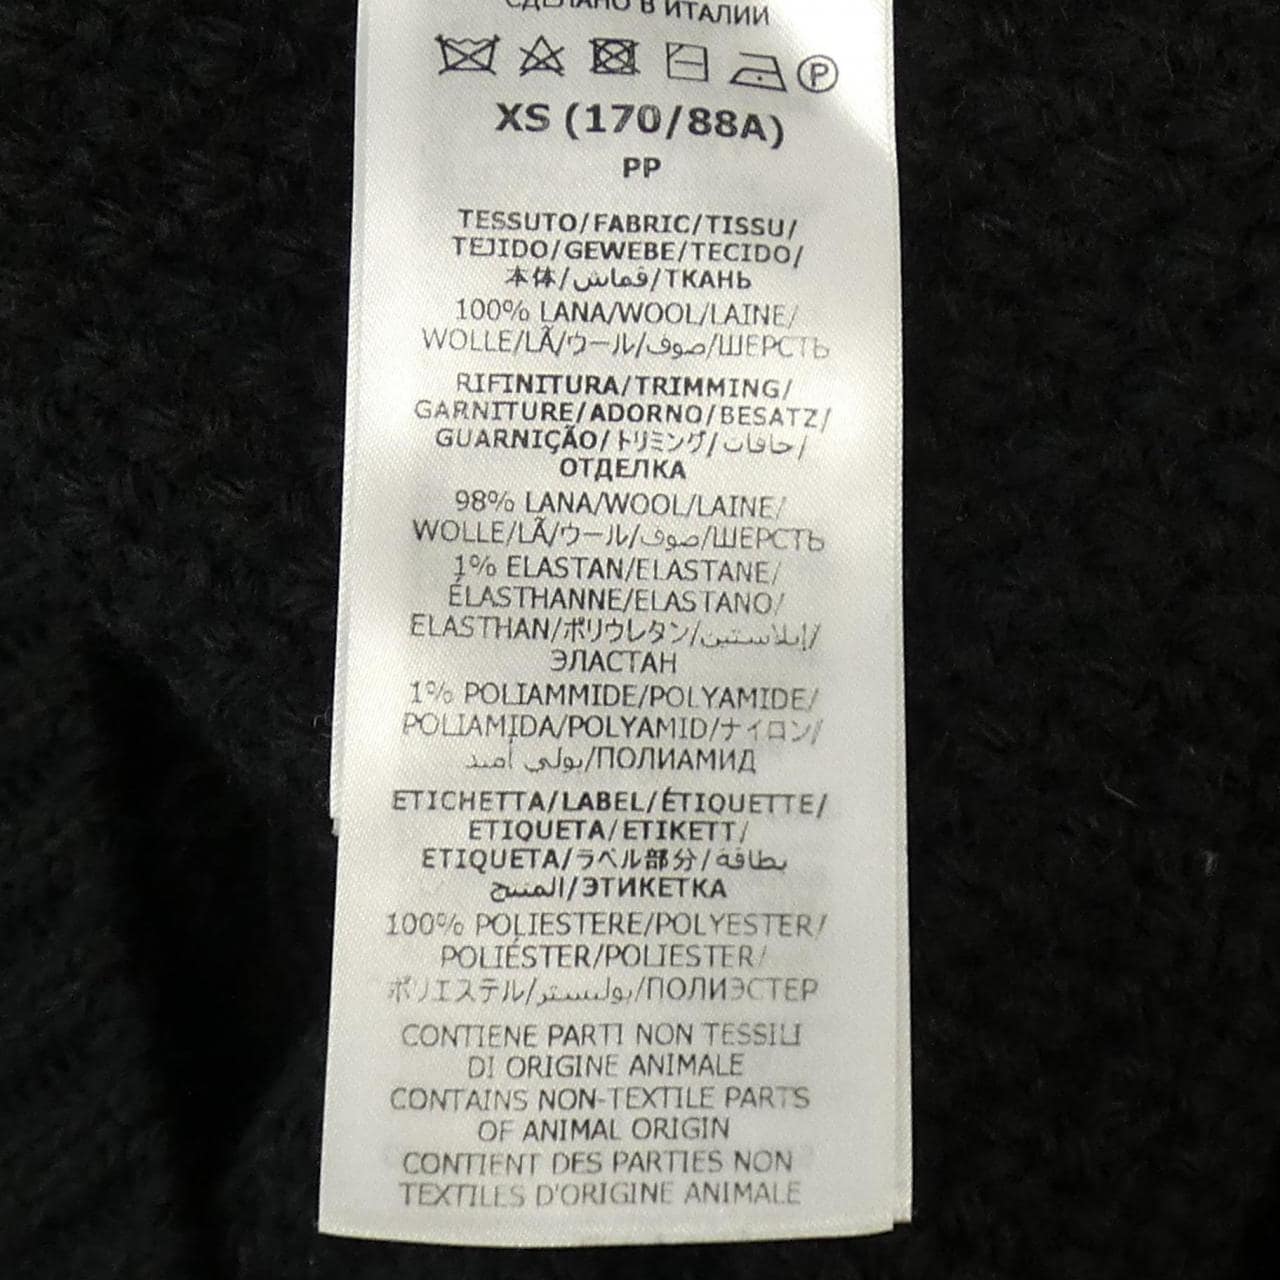 СДЕЛАНО В ИТАЛИИ
P
XS (170/88A)
PP
TESSUTO/FABRIC/TISSU/
TEJIDO/GEWEBE/TECIDO/
本体/قماش/ТКАНЬ
100% LANA/WOOL/LAINE/
WOLLE/LÃ/ウール/صوف/ШЕРСТЬ
RIFINITURA/TRIMMING/
GARNITURE/ADORNO/BESATZ/
GUARNIÇÃO/トリミング/حافات/
ОТДЕЛКА
98% LANA/WOOL/LAINE/
WOLLE/LÃ/ウール/صوف/ШЕРСТЬ
1% ELASTAN/ELASTANE/
ÉLASTHANNE/ELASTANO/
ELASTHAN/ポリウレタン/إيلاستين/
ЭЛАСТАН
1% POLIAMMIDE/POLYAMIDE/
POLIAMIDA/POLYAMID/ナイロン/
بولي أميد/ПОЛИАМИД
ETICHETTA/LABEL/ÉTIQUETTE/
ETIQUETA/ETIKETT/
ETIQUETA/ラベル部分/بطاقة
المنتج/ЭТИКЕТКА
100% POLIESTERE/POLYESTER/
POLIÉSTER/POLIESTER/
ポリエステル/بوليستر/ПОЛИЭСТЕР
CONTIENE PARTI NON TESSILI
DI ORIGINE ANIMALE
CONTAINS NON-TEXTILE PARTS
OF ANIMAL ORIGIN
CONTIENT DES PARTIES NON
TEXTILES D'ORIGINE ANIMALE